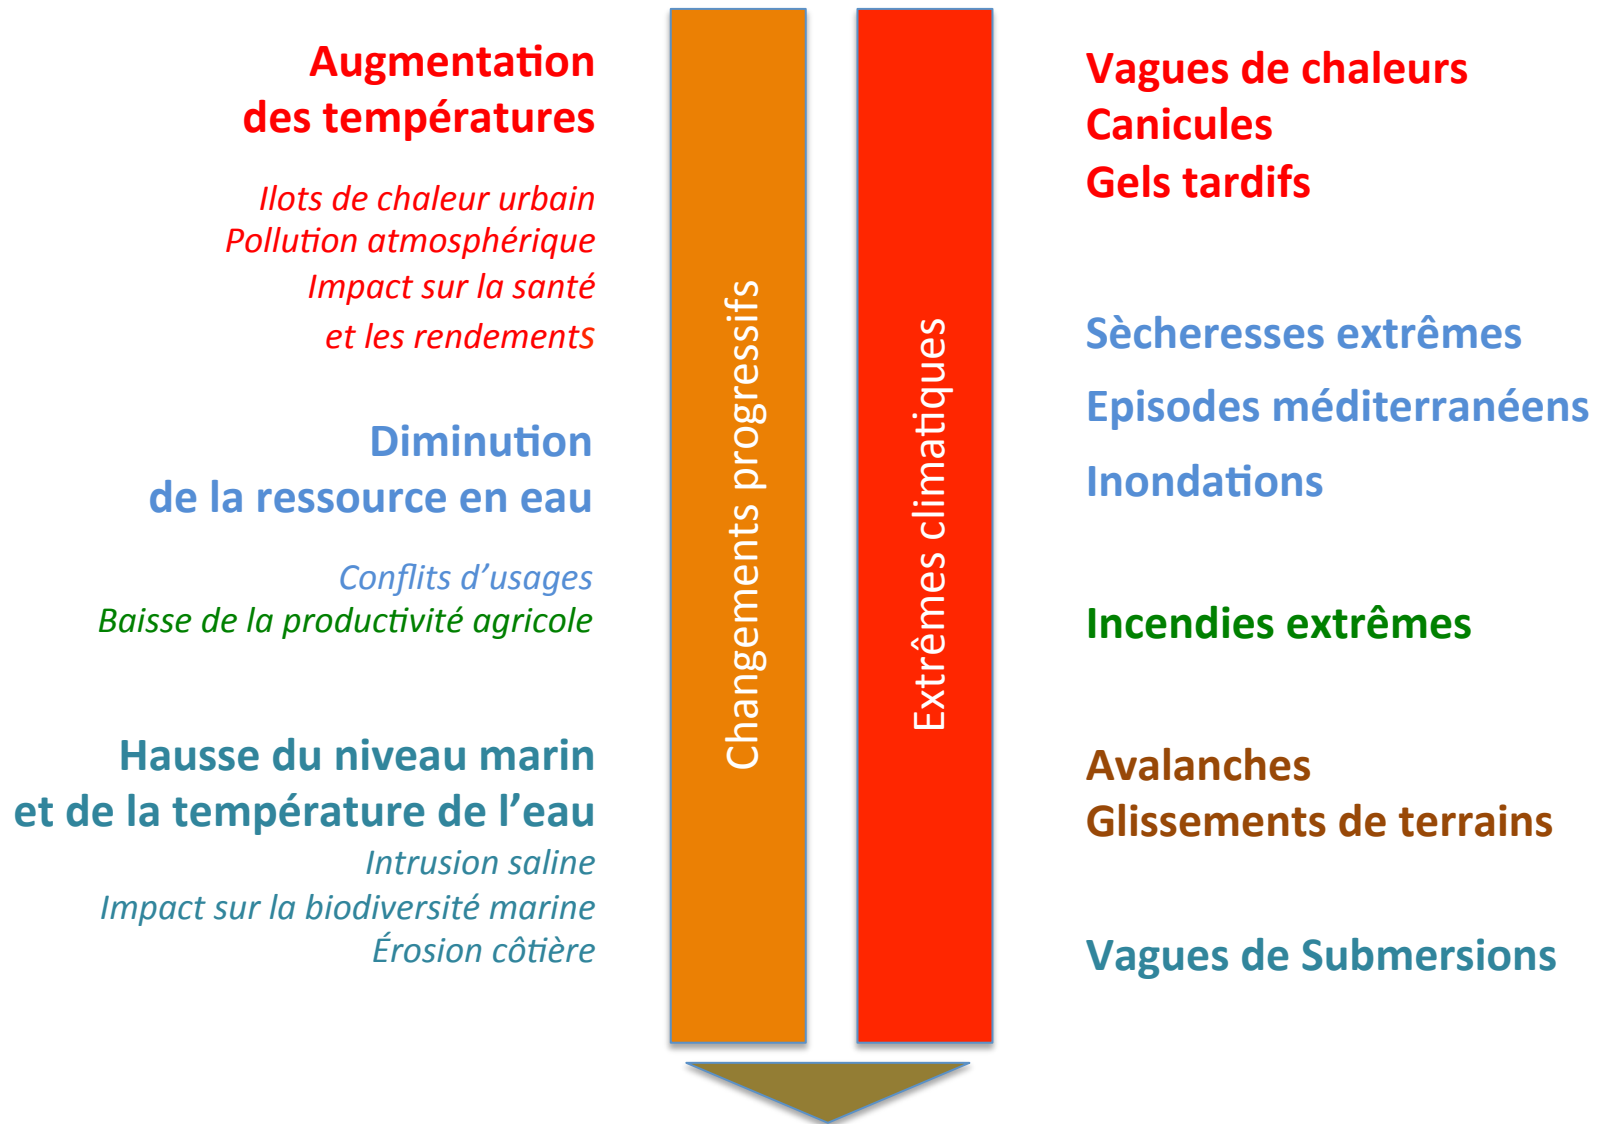 Augmentation
des températures
Ilots de chaleur urbain
Pollution atmosphérique
Impact sur la santé
et les rendements
Diminution
de la ressource en eau
Conflits d’usages
Baisse de la productivité agricole
Hausse du niveau marin
et de la température de l’eau
Intrusion saline
Impact sur la biodiversité marine
Érosion côtière
Changements progressifs
Extrêmes climatiques
Vagues de chaleurs
Canicules
Gels tardifs
Sècheresses extrêmes
Episodes méditerranéens
Inondations
Incendies extrêmes
Avalanches
Glissements de terrains
Vagues de Submersions